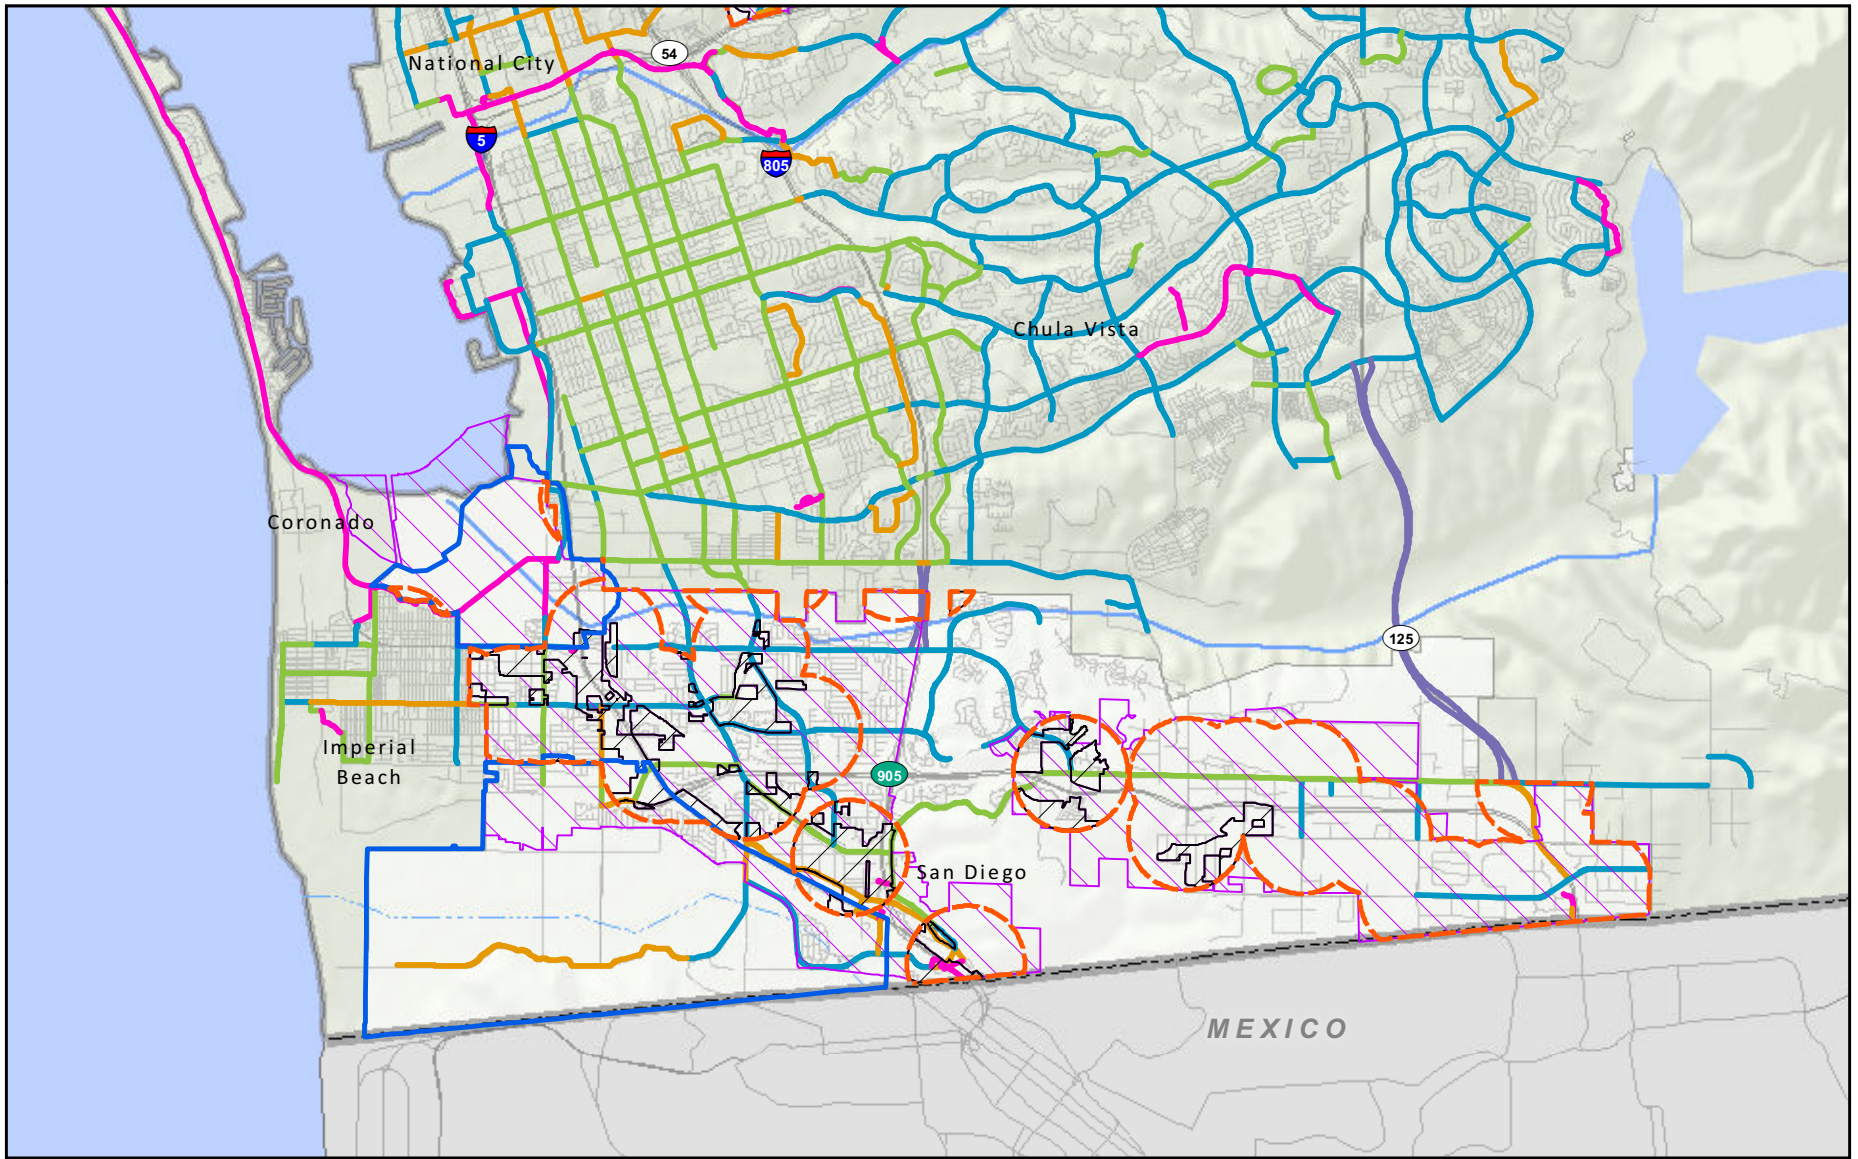 54
National City
5
805
Chula Vista
Coronado
125
Imperial
Beach
905
San Diego
MEXICO